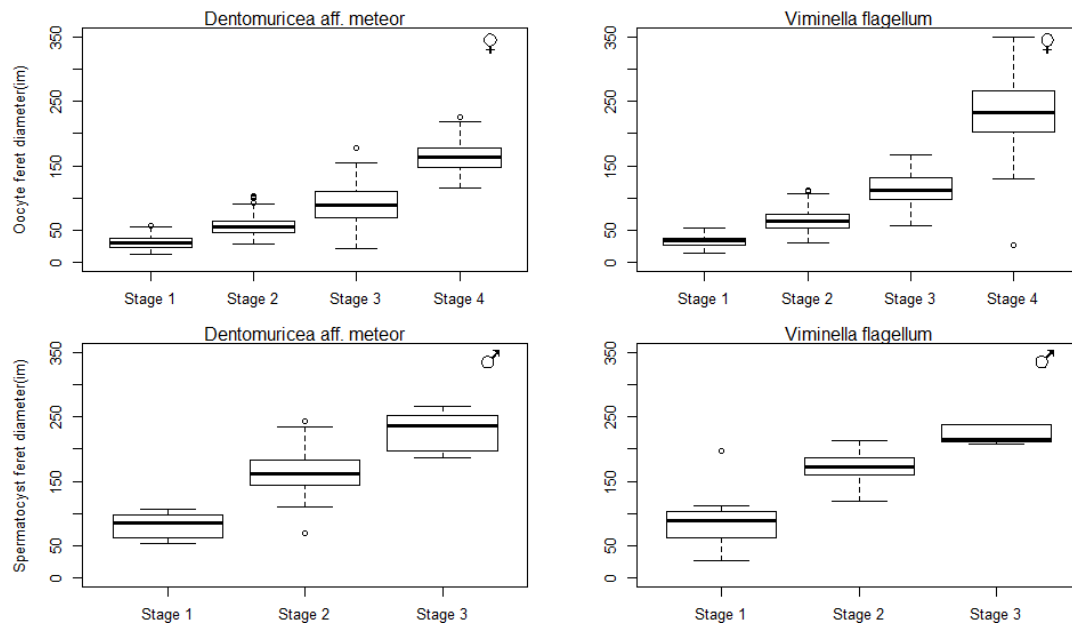 Dentomuricea aff. meteor
Viminella flagellum
Oocyte feret diameter(im)
350
250
150
50
0
♀
Stage 1 Stage 2 Stage 3 Stage 4
350
250
150
50
0
♀
Stage 1 Stage 2 Stage 3 Stage 4
Dentomuricea aff. meteor
Viminella flagellum
Spermatocyst feret diameter(im)
350
250
150
50
0
♂
Stage 1 Stage 2 Stage 3
350
250
150
50
0
♂
Stage 1 Stage 2 Stage 3